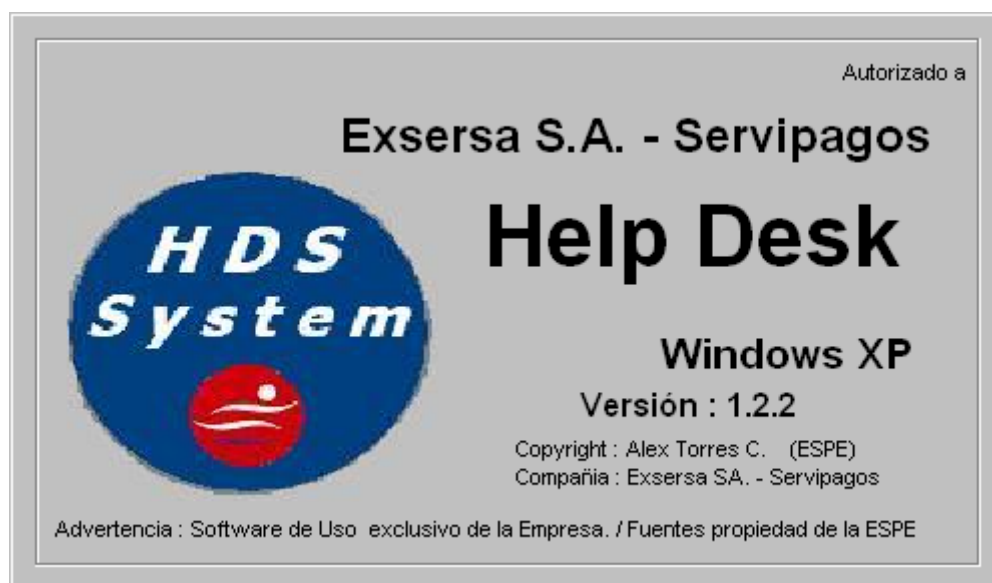 Autorizado a
Exsersa S.A. - Servipagos
HDS
System
Help Desk
Windows XP
Versión : 1.2.2
Copyright : Alex Torres C. (ESPE)
Compañia : Exsersa SA. - Servipagos
Advertencia : Software de Uso exclusivo de la Empresa. / Fuentes propiedad de la ESPE